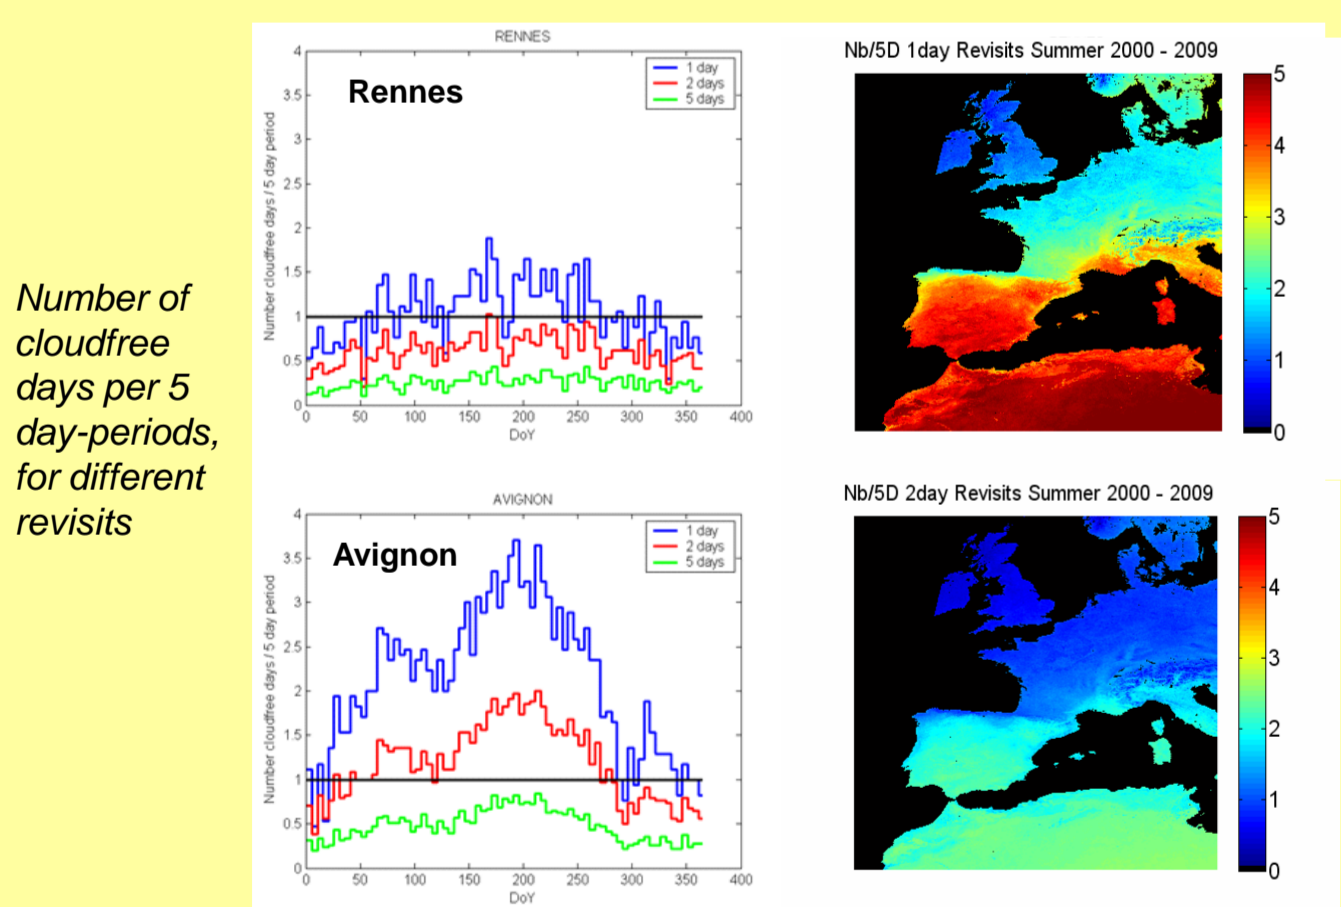 Number of
cloudfree
days per 5
day-periods,
for different
revisits
RENNES
Rennes
1 day
2 days
5 days
Number cloudfree days / 5 day period
4
3.5
3
2.5
2
1.5
1
0.5
0
0 50 100 150 200 250 300 350 400
DoY
Nb/5D 1day Revisits Summer 2000 - 2009
5
4
3
2
1
0
AVIGNON
Avignon
1 day
2 days
5 days
Number cloudfree days / 5 day period
4
3.5
3
2.5
2
1.5
1
0.5
0
0 50 100 150 200 250 300 350 400
DoY
Nb/5D 2day Revisits Summer 2000 - 2009
5
4
3
2
1
0